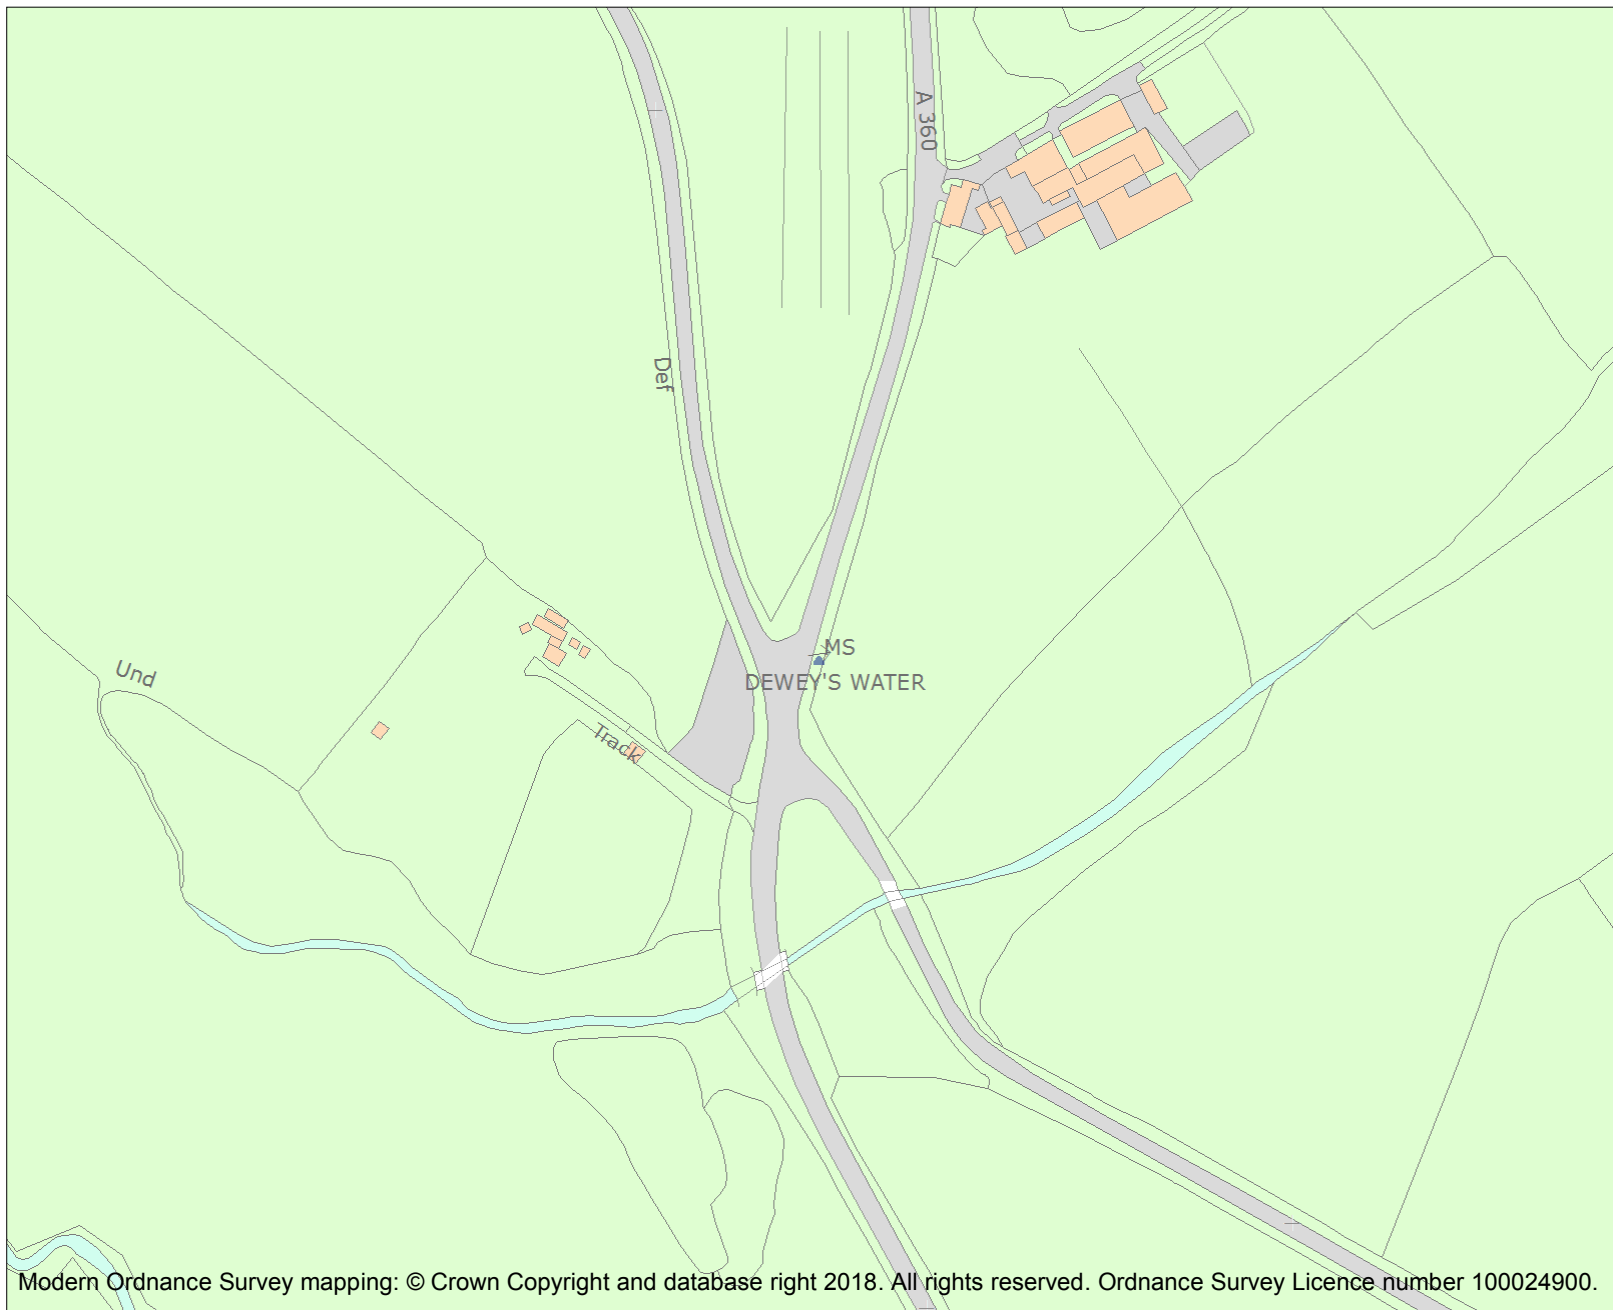 A 360
Def
MS
DEWEY'S WATER
Und
Track
Modern Ordnance Survey mapping: © Crown Copyright and database right 2018. All rights reserved. Ordnance Survey Licence number 100024900.